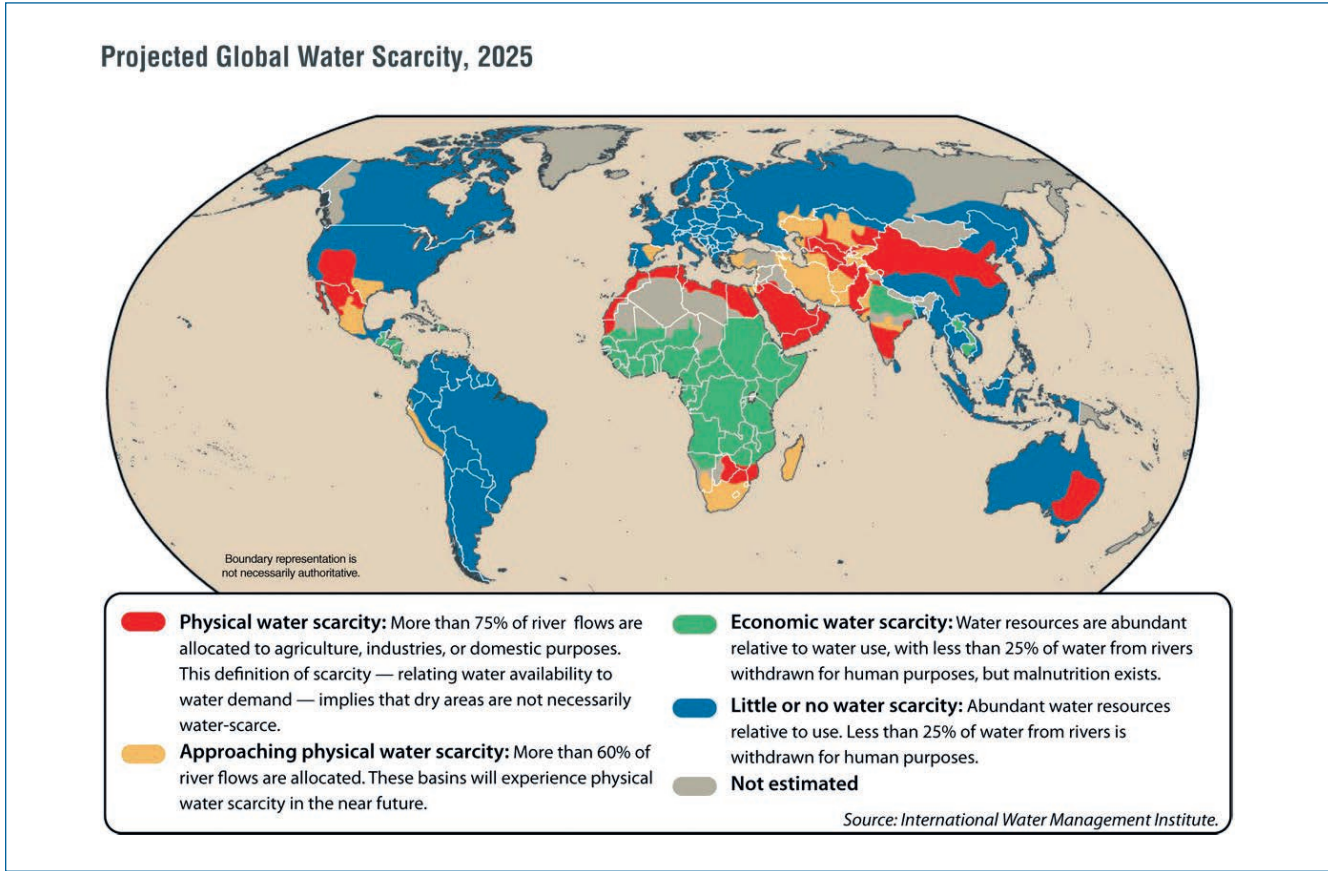 Projected Global Water Scarcity, 2025
Boundary representation is
not necessarily authoritative.
Physical water scarcity: More than 75% of river flows are
allocated to agriculture, industries, or domestic purposes.
This definition of scarcity — relating water availability to
water demand — implies that dry areas are not necessarily
water-scarce.
Approaching physical water scarcity: More than 60% of
river flows are allocated. These basins will experience physical
water scarcity in the near future.
Economic water scarcity: Water resources are abundant
relative to water use, with less than 25% of water from rivers
withdrawn for human purposes, but malnutrition exists.
Little or no water scarcity: Abundant water resources
relative to use. Less than 25% of water from rivers is
withdrawn for human purposes.
Not estimated
Source: International Water Management Institute.